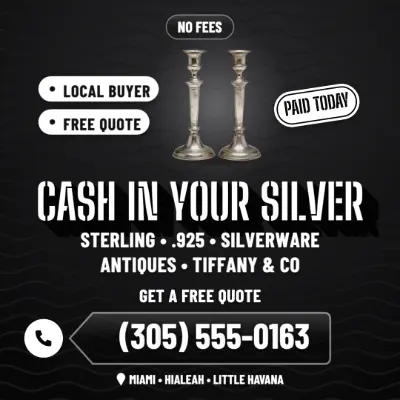 NO FEES
• LOCAL BUYER
• FREE QUOTE
PAID TODAY
CASH IN YOUR SILVER
STERLING • .925 • SILVERWARE
ANTIQUES • TIFFANY & CO
GET A FREE QUOTE
(305) 555-0163
MIAMI • HIALEAH • LITTLE HAVANA